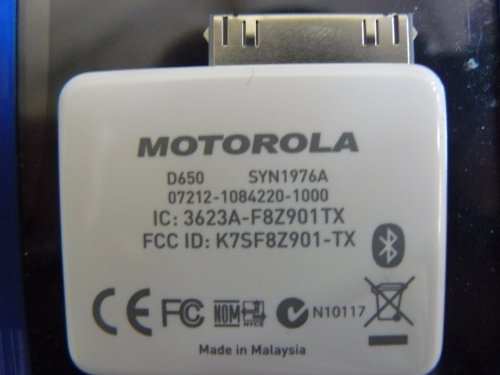 MOTOROLA
D650 SYN1976A
07212-1084220-1000
IC: 3623A-F8Z901TX
FCC ID: K7SF8Z901-TX
CE FC NOM NYCE N10117
Made in Malaysia